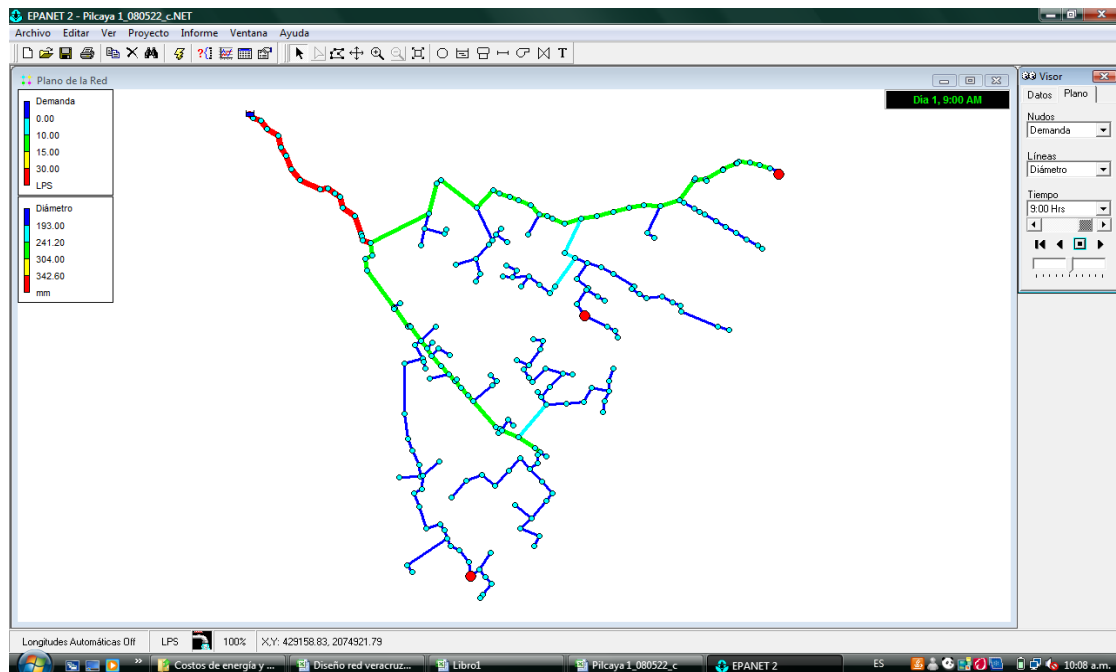 EPANET 2 - Pilcaya 1_080522_c.NET
Archivo Editar Ver Proyecto Informe Ventana Ayuda
T
Plano de la Red
Visor
Demanda
0.00
10.00
15.00
30.00
LPS
Diámetro
193.00
241.20
304.00
342.60
mm
Día 1, 9:00 AM
Datos Plano
Nudos
Demanda
Líneas
Diámetro
Tiempo
9:00 Hrs
Longitudes Automáticas Off LPS 100% X,Y: 429158.83, 2074921.79
Costos de energía y ... Diseño red veracruz... Libro1 Pilcaya 1_080522_c EPANET 2 ES 10:08 a.m.